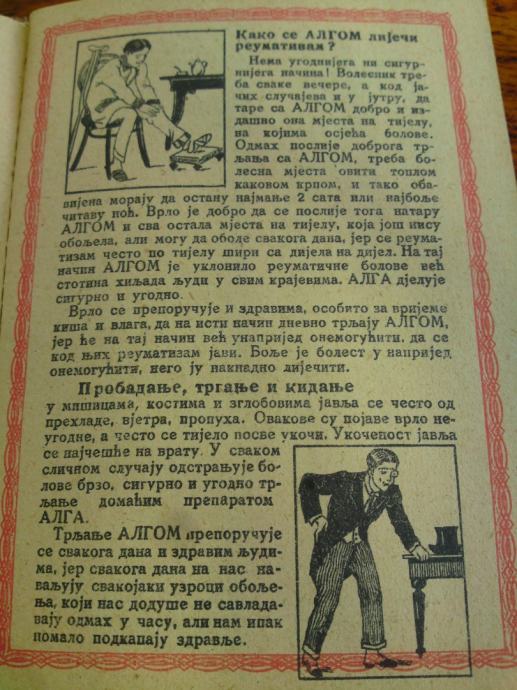 Како се АЛГОМ лијечи
реуматизам?
Нема угоднијега ни сигур-
нијега начина! Болесник тре-
ба сваке вечере, а код ја-
чих случајева и у јутру, да
таре са АЛГОМ добро и из-
дашно она мјеста на тијелу,
на којима осјећа болове.
Одмах послије доброга тр-
љања са АЛГОМ, треба бо-
лесна мјеста овити топлом
каковом крпом, и тако оба-
вијена морају да остану најмање 2 сата или најбоље
читаву ноћ. Врло је добро да се послије тога натару
АЛГОМ и сва остала мјеста на тијелу, која још нису
обољела, али могу да оболе свакога дана, јер се реума-
тизам често по тијелу шири са дијела на дијел. На тај
начин АЛГОМ је уклонило реуматичне болове већ
стотина хиљада људи у свим крајевима. АЛГА дјелује
сигурно и угодно.
Врло се препоручује и здравима, особито за вријеме
киша и влага, да на исти начин дневно трљају АЛГОМ,
јер ће на тај начин већ унапријед онемогућити, да се
код њих реуматизам јави. Боље је болест у напријед
онемогућити, него ју накнадно лијечити.
Пробадање, тргање и кидање
у мишицама, костима и зглобовима јавља се често од
прехладе, вјетра, пропуха. Овакове су појаве врло не-
угодне, а често се тијело посве укочи. Укоченост јавља
се најчешће на врату. У сваком
сличном случају одстрањује бо-
лове брзо, сигурно и угодно тр-
љање домаћим препаратом
АЛГА.
Трљање АЛГОМ препоручује
се свакога дана и здравим људи-
ма, јер свакога дана на нас на-
ваљују свакојаки узроци обоље-
ња, који нас додуше не савлада-
вају одмах у часу, али нам ипак
помало подкапају здравље.